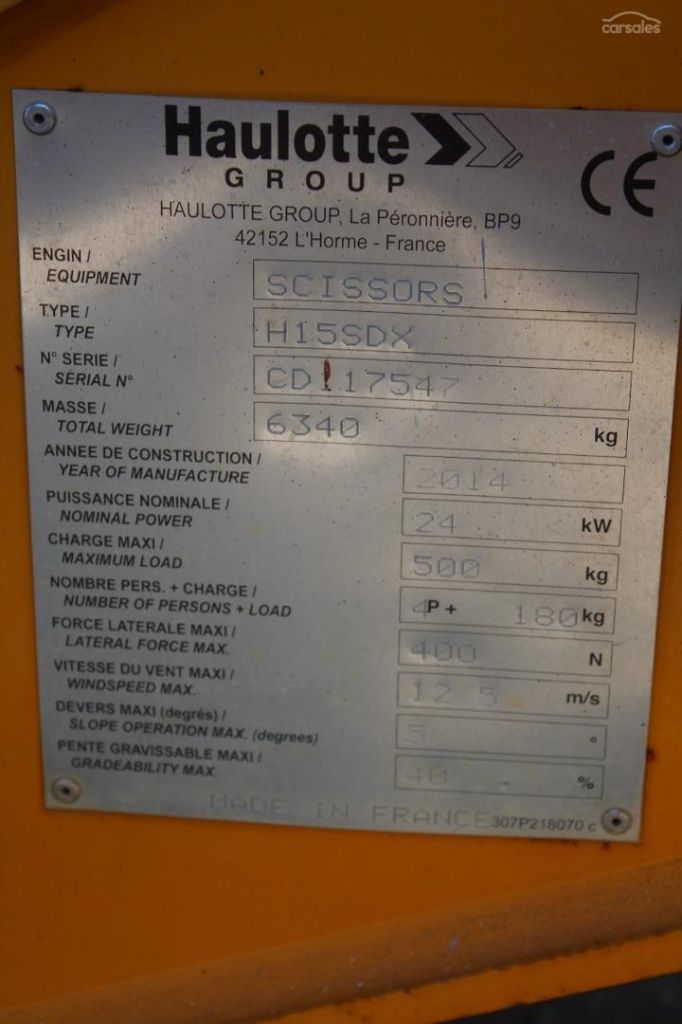 carsales
Haulotte
GROUP
CE
HAULOTTE GROUP, La Péronnière, BP9
42152 L'Horme - France
ENGIN /
EQUIPMENT
SCISSORS
TYPE /
TYPE
H15SDX
N° SERIE /
SERIAL N°
MASSE /
TOTAL WEIGHT
6340 kg
ANNEE DE CONSTRUCTION /
YEAR OF MANUFACTURE
2014
PUISSANCE NOMINALE /
NOMINAL POWER
24 kW
CHARGE MAXI /
MAXIMUM LOAD
500 kg
NOMBRE PERS. + CHARGE /
NUMBER OF PERSONS + LOAD
4P + 180kg
FORCE LATERALE MAXI /
LATERAL FORCE MAX.
400 N
VITESSE DU VENT MAXI /
WINDSPEED MAX.
12 5 m/s
DEVERS MAXI (degrés) /
SLOPE OPERATION MAX. (degrees)
5 °
PENTE GRAVISSABLE MAXI /
GRADEABILITY MAX.
40 %
MADE IN FRANCE 307P218070 c